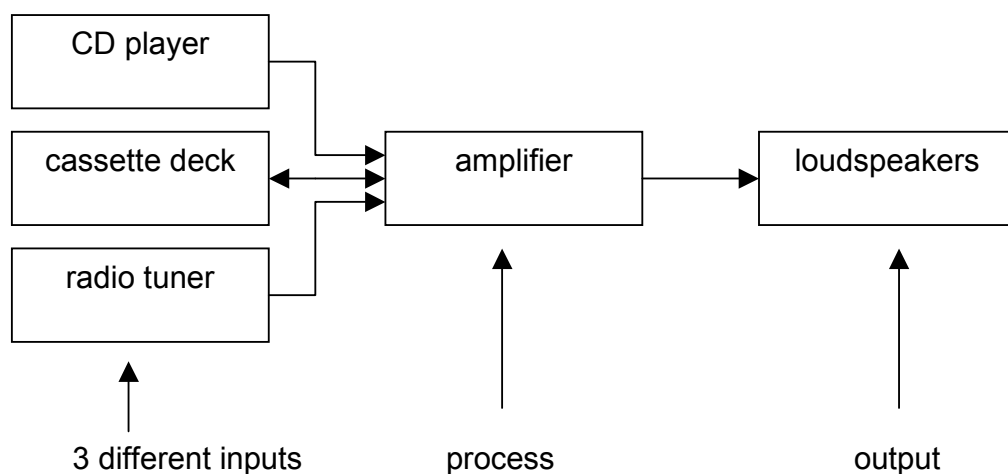 CD player
cassette deck
radio tuner
amplifier
loudspeakers
3 different inputs
process
output